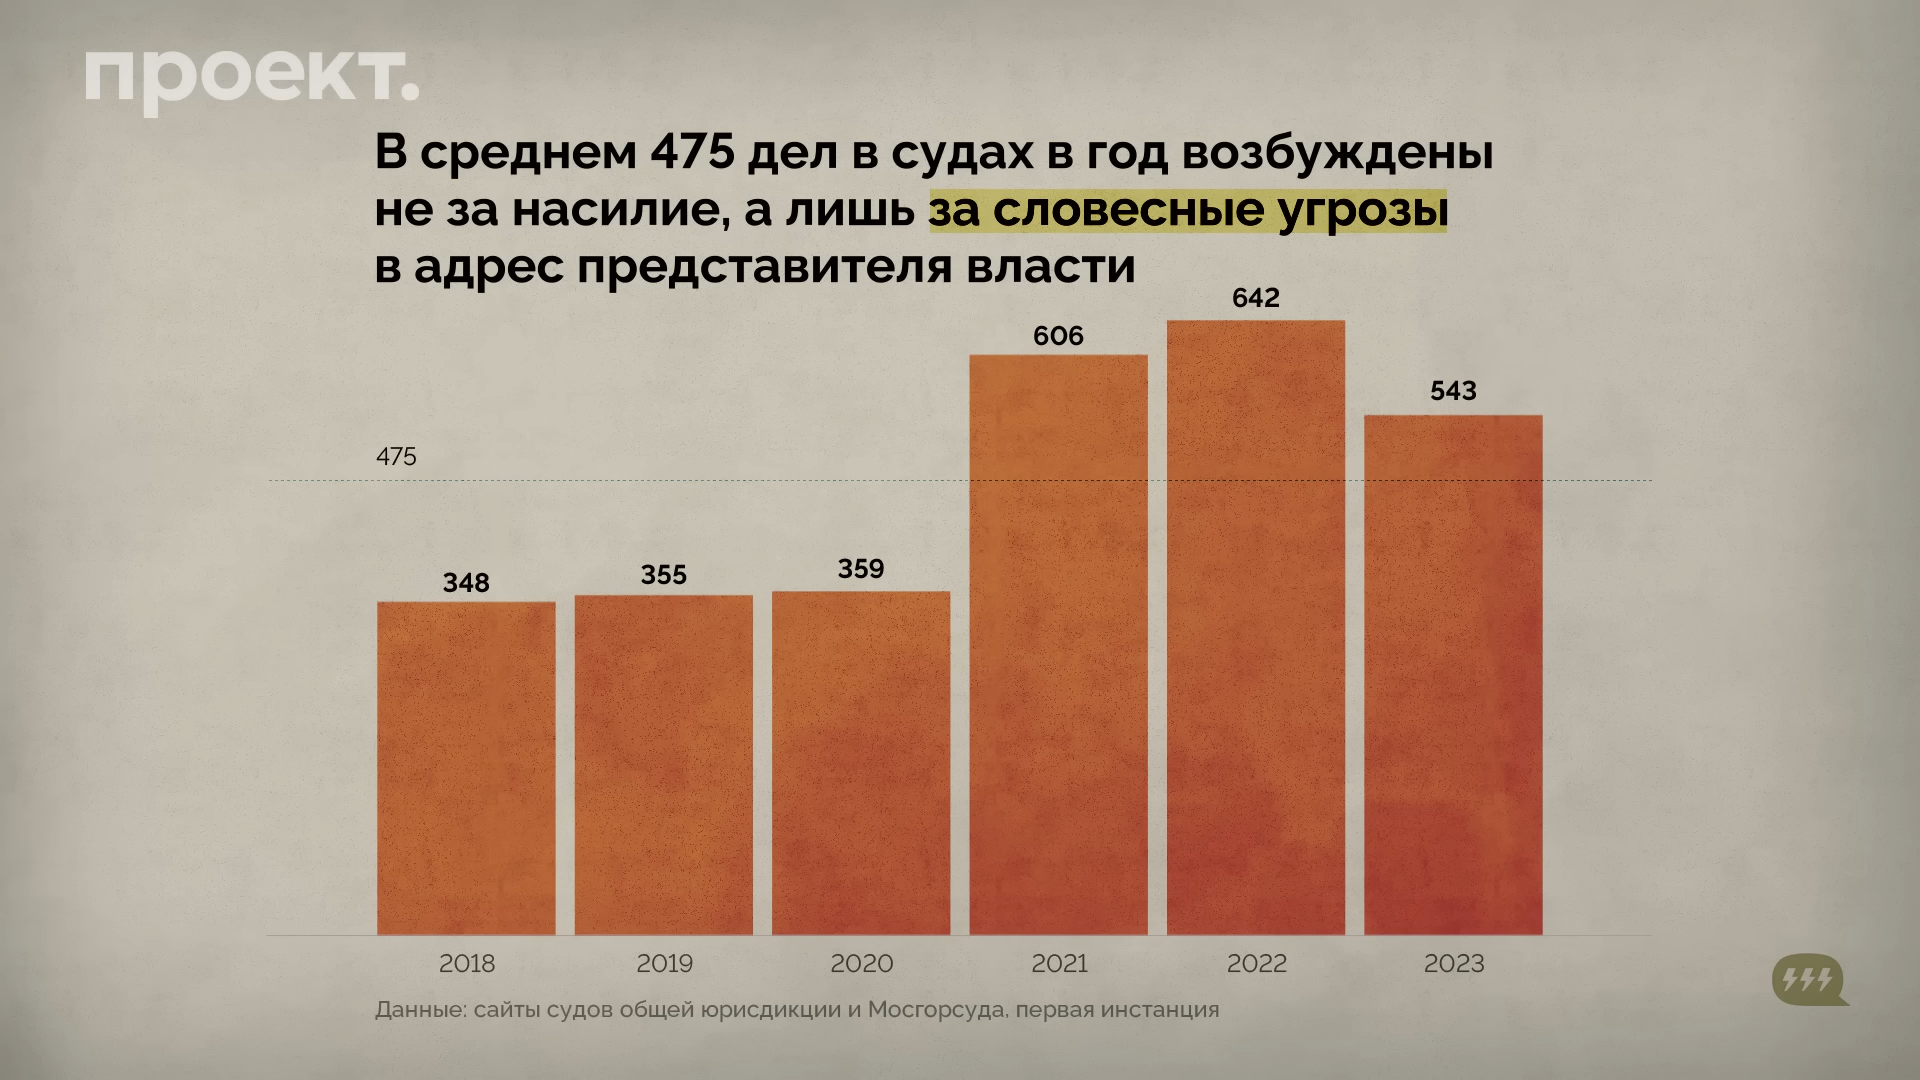 проект.
В среднем 475 дел в судах в год возбуждены
не за насилие, а лишь за словесные угрозы
в адрес представителя власти
642
606
543
475
359
355
348
2018 2019 2020 2021 2022 2023
Данные: сайты судов общей юрисдикции и Мосгорсуда, первая инстанция